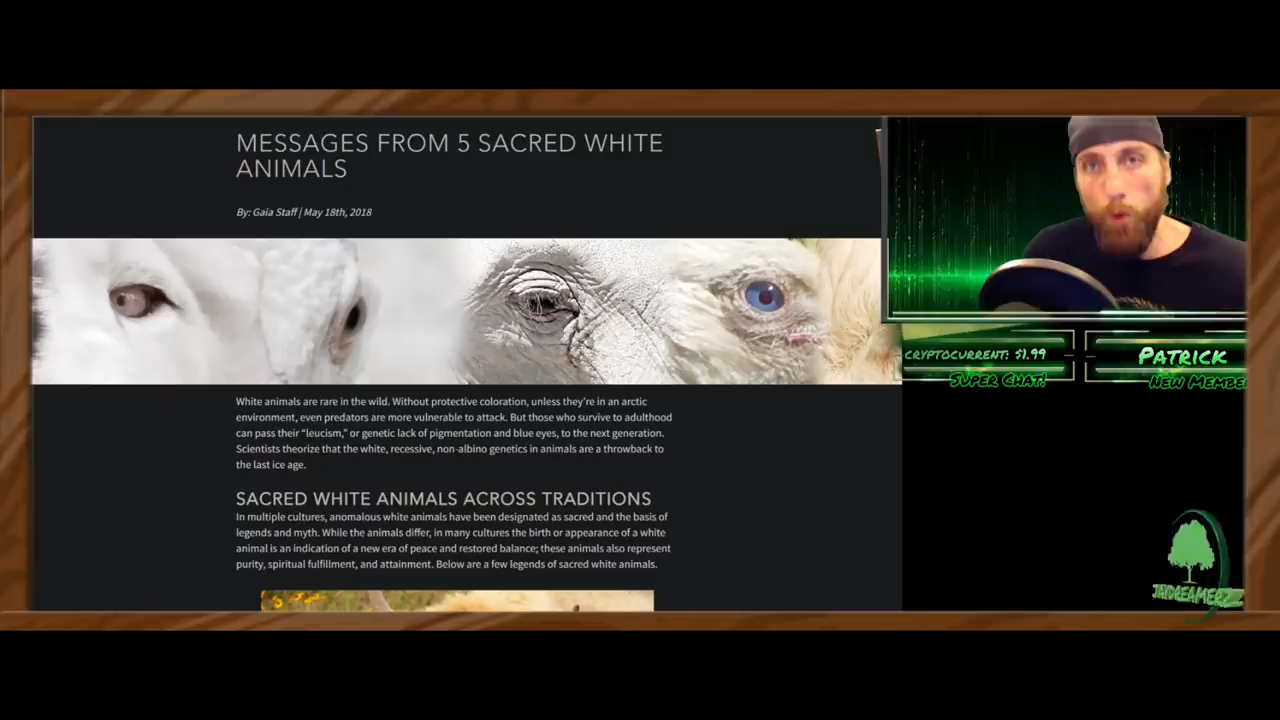 MESSAGES FROM 5 SACRED WHITE
ANIMALS
By: Gaia Staff | May 18th, 2018
White animals are rare in the wild. Without protective coloration, unless they're in an arctic
environment, even predators are more vulnerable to attack. But those who survive to adulthood
can pass their “leucism,” or genetic lack of pigmentation and blue eyes, to the next generation.
Scientists theorize that the white, recessive, non-albino genetics in animals are a throwback to
the last ice age.
SACRED WHITE ANIMALS ACROSS TRADITIONS
In multiple cultures, anomalous white animals have been designated as sacred and the basis of
legends and myth. While the animals differ, in many cultures the birth or appearance of a white
animal is an indication of a new era of peace and restored balance; these animals also represent
purity, spiritual fulfillment, and attainment. Below are a few legends of sacred white animals.
CRYPTOCURRENT: $1.99
SUPER CHAT!
PATRICK
NEW MEMBE
JAYDREAMERZ